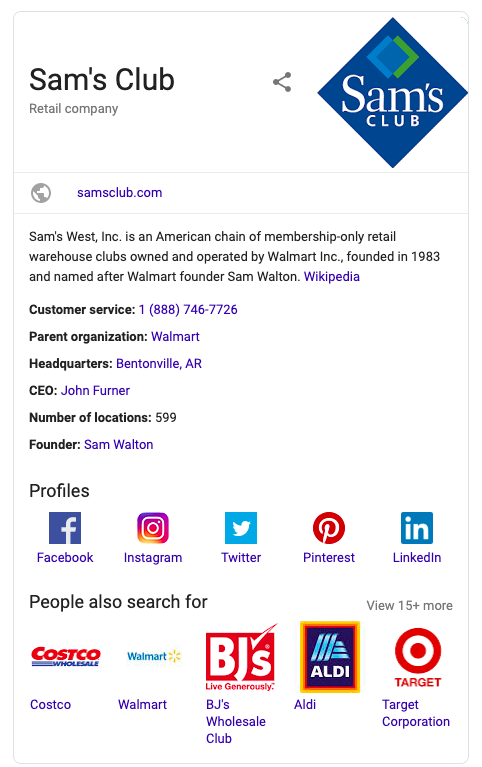 Sam's Club
Retail company
Sam's
CLUB
samsclub.com
Sam's West, Inc. is an American chain of membership-only retail
warehouse clubs owned and operated by Walmart Inc., founded in 1983
and named after Walmart founder Sam Walton. Wikipedia
Customer service: 1 (888) 746-7726
Parent organization: Walmart
Headquarters: Bentonville, AR
CEO: John Furner
Number of locations: 599
Founder: Sam Walton
Profiles
Facebook
Instagram
Twitter
Pinterest
LinkedIn
People also search for
View 15+ more
COSTCO
WHOLESALE
Walmart
BJ's
Live Generously.
ALDI
TARGET
Costco
Walmart
BJ's
Wholesale
Club
Aldi
Target
Corporation